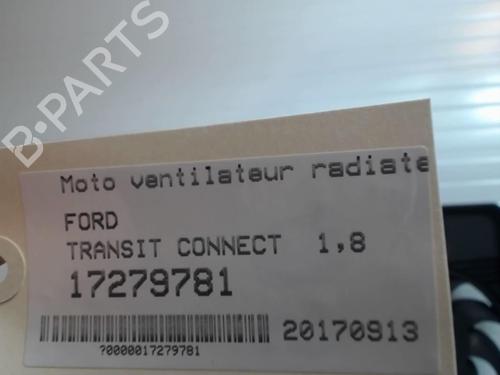 B-PARTS
Moto ventilateur radiate
FORD
TRANSIT CONNECT 1,8
17279781
20170913
?0000017279781